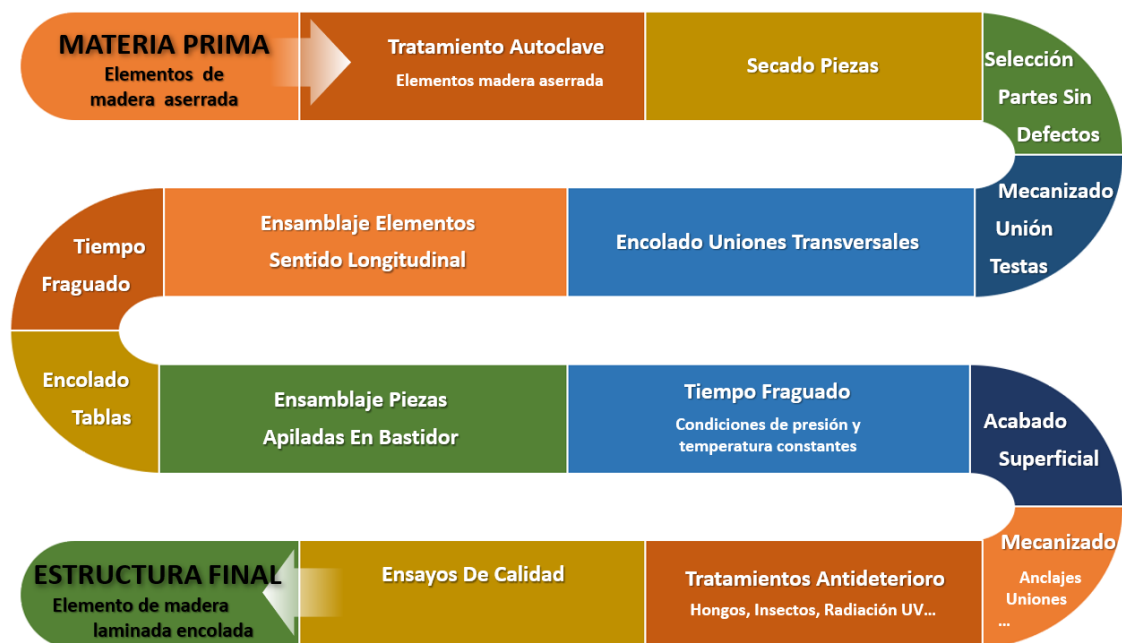 MATERIA PRIMA
Elementos de
madera aserrada
Tratamiento Autoclave
Elementos madera aserrada
Secado Piezas
Selección
Partes Sin
Defectos
Mecanizado
Unión
Testas
Encolado Uniones Transversales
Ensamblaje Elementos
Sentido Longitudinal
Tiempo
Fraguado
Encolado
Tablas
Ensamblaje Piezas
Apiladas En Bastidor
Tiempo Fraguado
Condiciones de presión y
temperatura constantes
Acabado
Superficial
Mecanizado
Anclajes
Uniones
...
Tratamientos Antideterioro
Hongos, Insectos, Radiación UV...
Ensayos De Calidad
ESTRUCTURA FINAL
Elemento de madera
laminada encolada